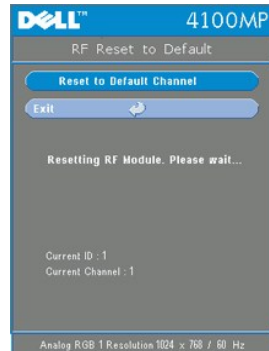 DELL™ 4100MP
RF Reset to Default
Reset to Default Channel
Exit
Resetting RF Module. Please wait...
Current ID : 1
Current Channel : 1
Analog RGB 1 Resolution 1024 x 768 / 60 Hz